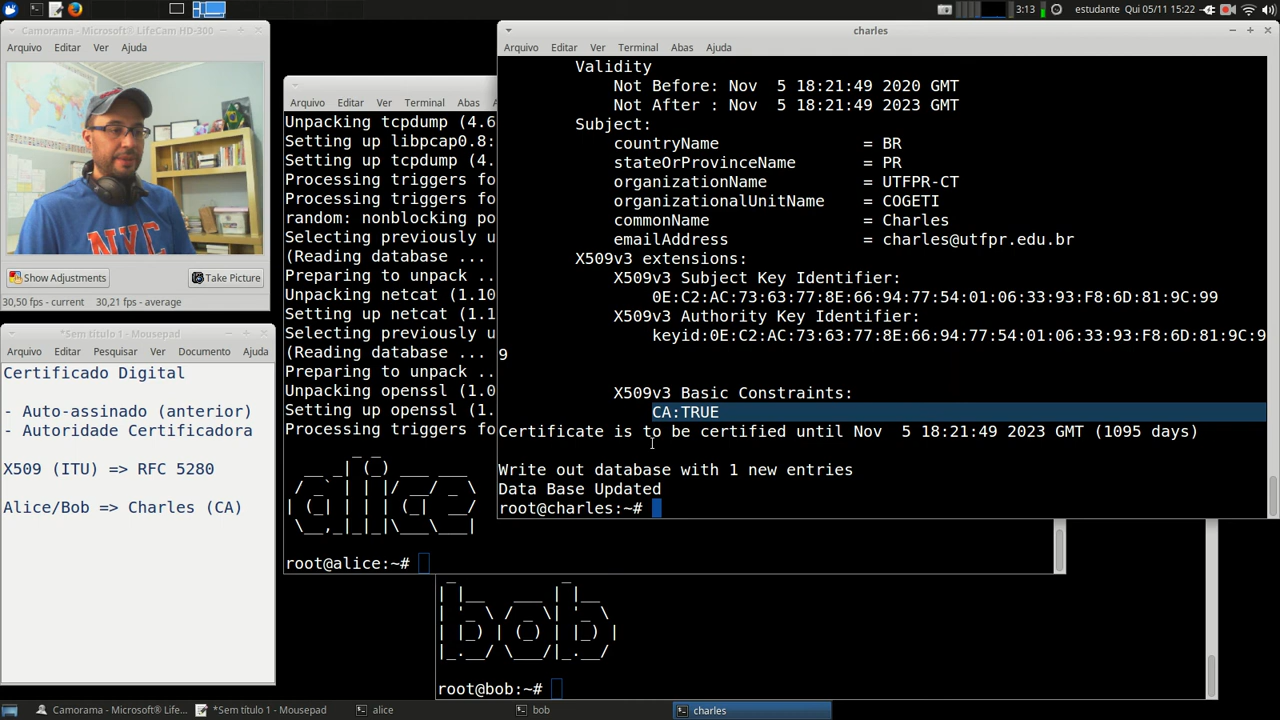 3:13 estudante Qui 05/11 15:22
Camorama - Microsoft® LifeCam HD-300
Arquivo Editar Ver Ajuda
NYC
Show Adjustments Take Picture
30,50 fps - current 30,21 fps - average
*Sem título 1 - Mousepad
Arquivo Editar Pesquisar Ver Documento Ajuda
Certificado Digital
- Auto-assinado (anterior)
- Autoridade Certificadora
X509 (ITU) => RFC 5280
Alice/Bob => Charles (CA)
Arquivo Editar Ver Terminal Abas
Unpacking tcpdump (4.6
Setting up libpcap0.8:
Setting up tcpdump (4.
Processing triggers fo
Processing triggers fo
random: nonblocking po
Selecting previously u
(Reading database ...
Preparing to unpack ..
Unpacking netcat (1.10
Setting up netcat (1.1
Selecting previously u
(Reading database ...
Preparing to unpack ..
Unpacking openssl (1.0
Setting up openssl (1.
Processing triggers fo
alice
root@alice:~#
bob
root@bob:~#
charles
Arquivo Editar Ver Terminal Abas Ajuda
Validity
Not Before: Nov 5 18:21:49 2020 GMT
Not After : Nov 5 18:21:49 2023 GMT
Subject:
countryName = BR
stateOrProvinceName = PR
organizationName = UTFPR-CT
organizationalUnitName = COGETI
commonName = Charles
emailAddress = charles@utfpr.edu.br
X509v3 extensions:
X509v3 Subject Key Identifier:
0E:C2:AC:73:63:77:8E:66:94:77:54:01:06:33:93:F8:6D:81:9C:99
X509v3 Authority Key Identifier:
keyid:0E:C2:AC:73:63:77:8E:66:94:77:54:01:06:33:93:F8:6D:81:9C:9
9
X509v3 Basic Constraints:
CA:TRUE
Certificate is to be certified until Nov 5 18:21:49 2023 GMT (1095 days)
Write out database with 1 new entries
Data Base Updated
root@charles:~#
Camorama - Microsoft® Life... *Sem título 1 - Mousepad alice bob charles